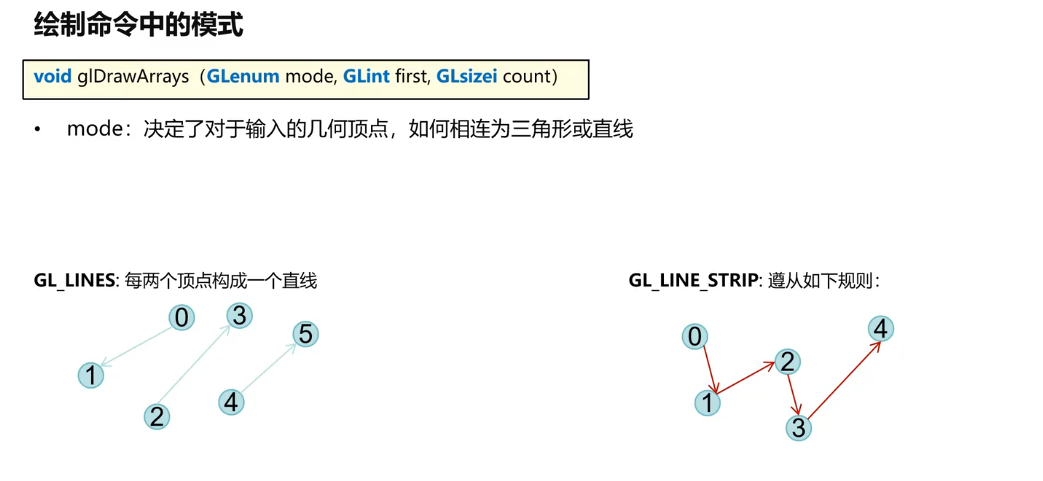 绘制命令中的模式
void glDrawArrays（GLenum mode, GLint first, GLsizei count）
• mode：决定了对于输入的几何顶点，如何相连为三角形或直线
GL_LINES: 每两个顶点构成一个直线
0
3
5
1
2
4
GL_LINE_STRIP: 遵从如下规则：
0
4
2
1
3